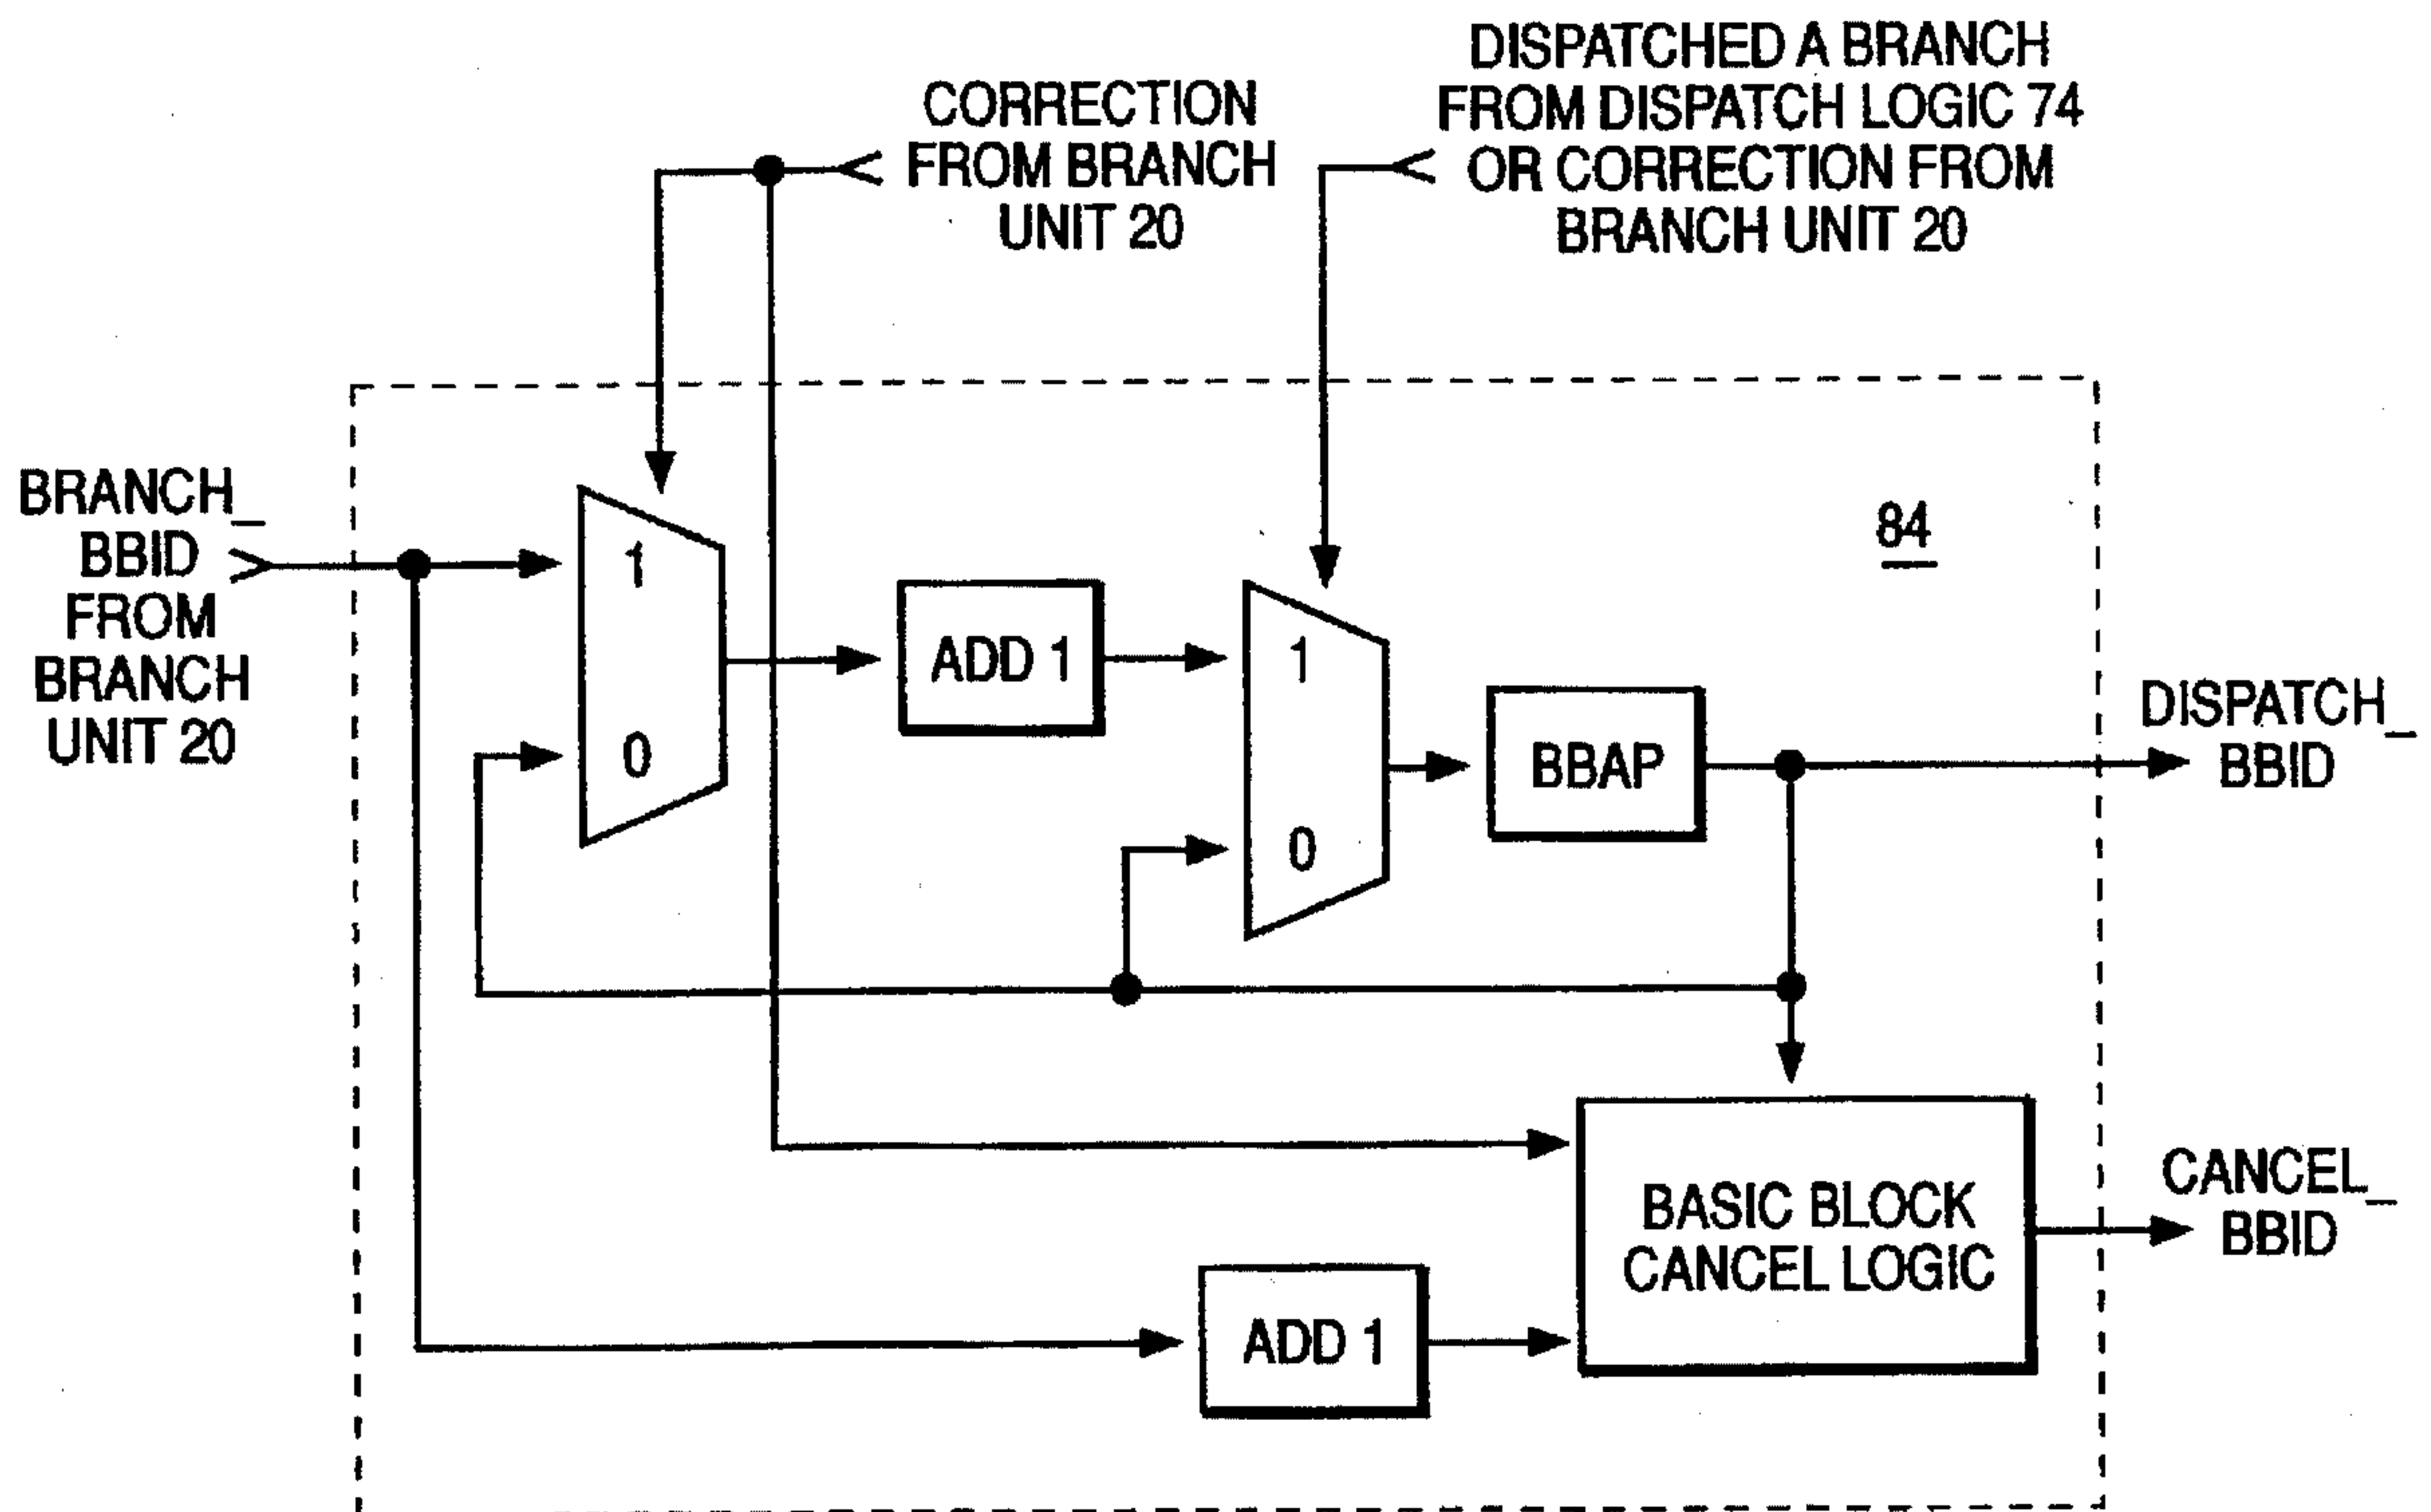 CORRECTION
FROM BRANCH
UNIT 20
DISPATCHED A BRANCH
FROM DISPATCH LOGIC 74
OR CORRECTION FROM
BRANCH UNIT 20
BRANCH_
BBID
FROM
BRANCH
UNIT 20
1
0
ADD 1
1
0
BBAP
84
DISPATCH_
BBID
BASIC BLOCK
CANCEL LOGIC
ADD 1
CANCEL_
BBID